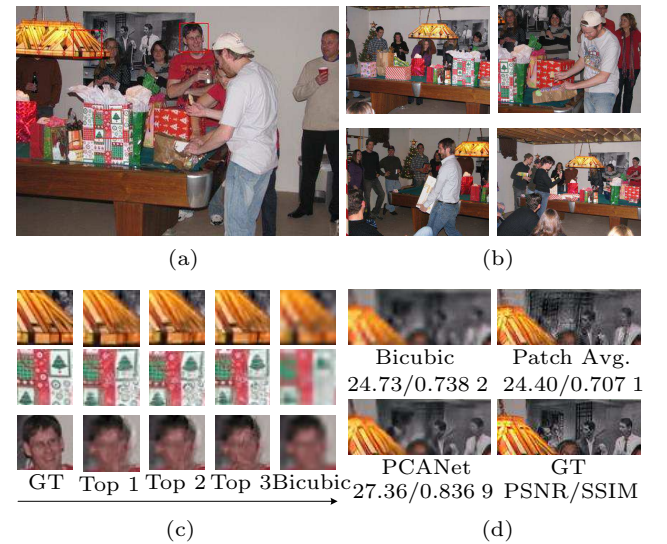 (a)
(b)
Bicubic
Patch Avg.
24.73/0.738 2
24.40/0.707 1
GT
Top 1
Top 2
Top 3
Bicubic
PCANet
GT
27.36/0.836 9
PSNR/SSIM
(c)
(d)